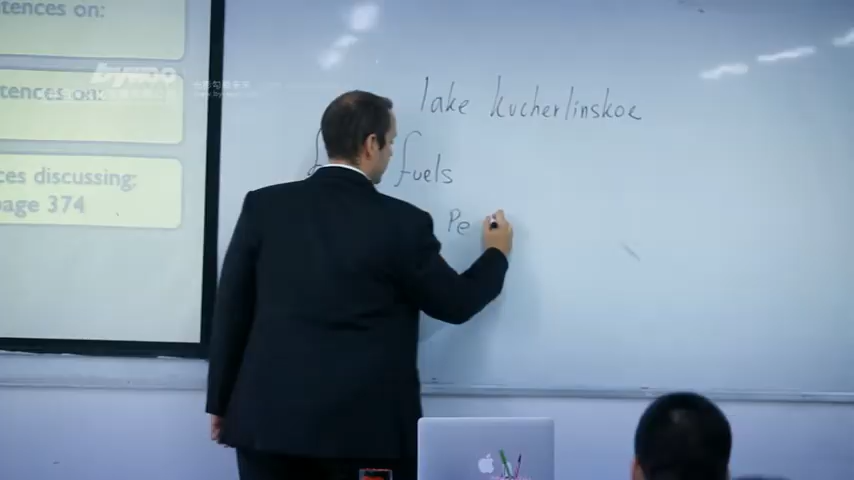 tences on:
tences on:
ces discussing
page 374
lake kucherlinskoe
f fuels
Pe